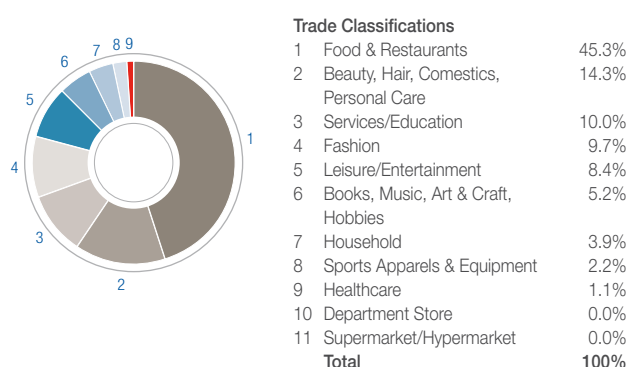 Trade Classifications
1 Food & Restaurants 45.3%
2 Beauty, Hair, Comestics, 14.3%
Personal Care
3 Services/Education 10.0%
4 Fashion 9.7%
5 Leisure/Entertainment 8.4%
6 Books, Music, Art & Craft, 5.2%
Hobbies
7 Household 3.9%
8 Sports Apparels & Equipment 2.2%
9 Healthcare 1.1%
10 Department Store 0.0%
11 Supermarket/Hypermarket 0.0%
Total 100%
1
2
3
4
5
6
7
8
9